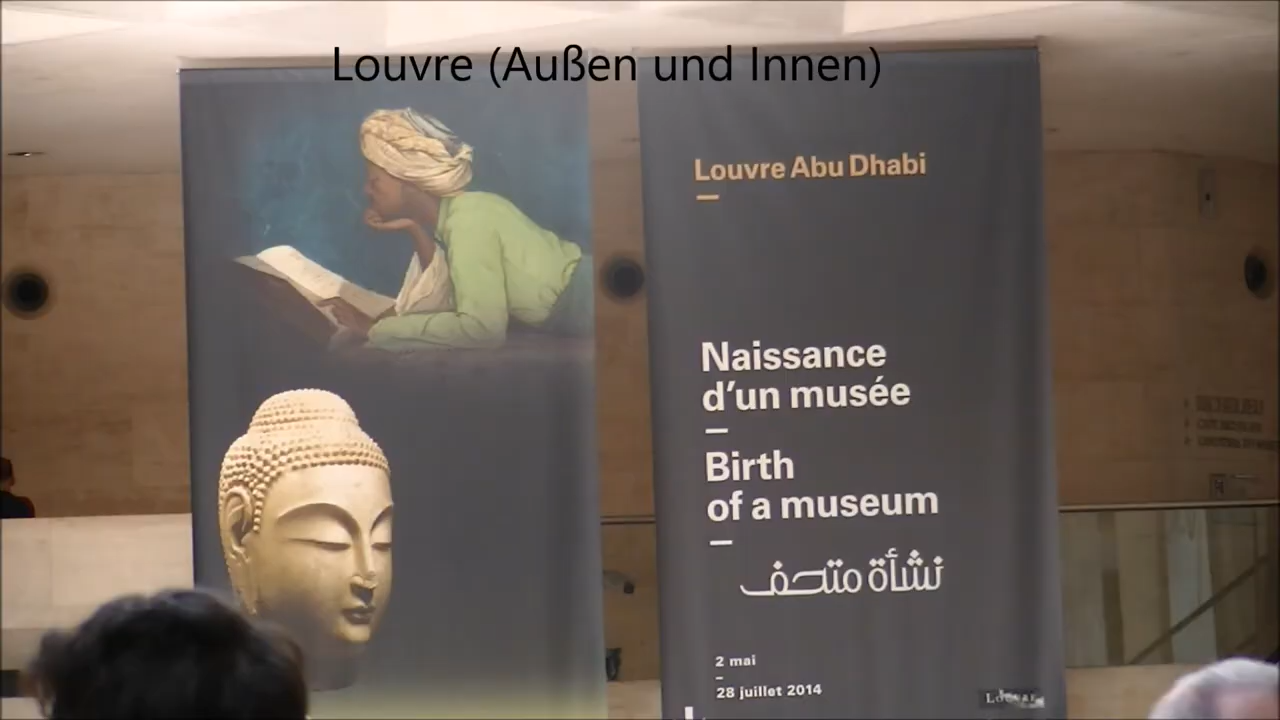 Louvre (Außen und Innen)
Louvre Abu Dhabi
Naissance
d'un musée
Birth
of a museum
نشأة متحف
2 mai
28 juillet 2014
LOUVRE